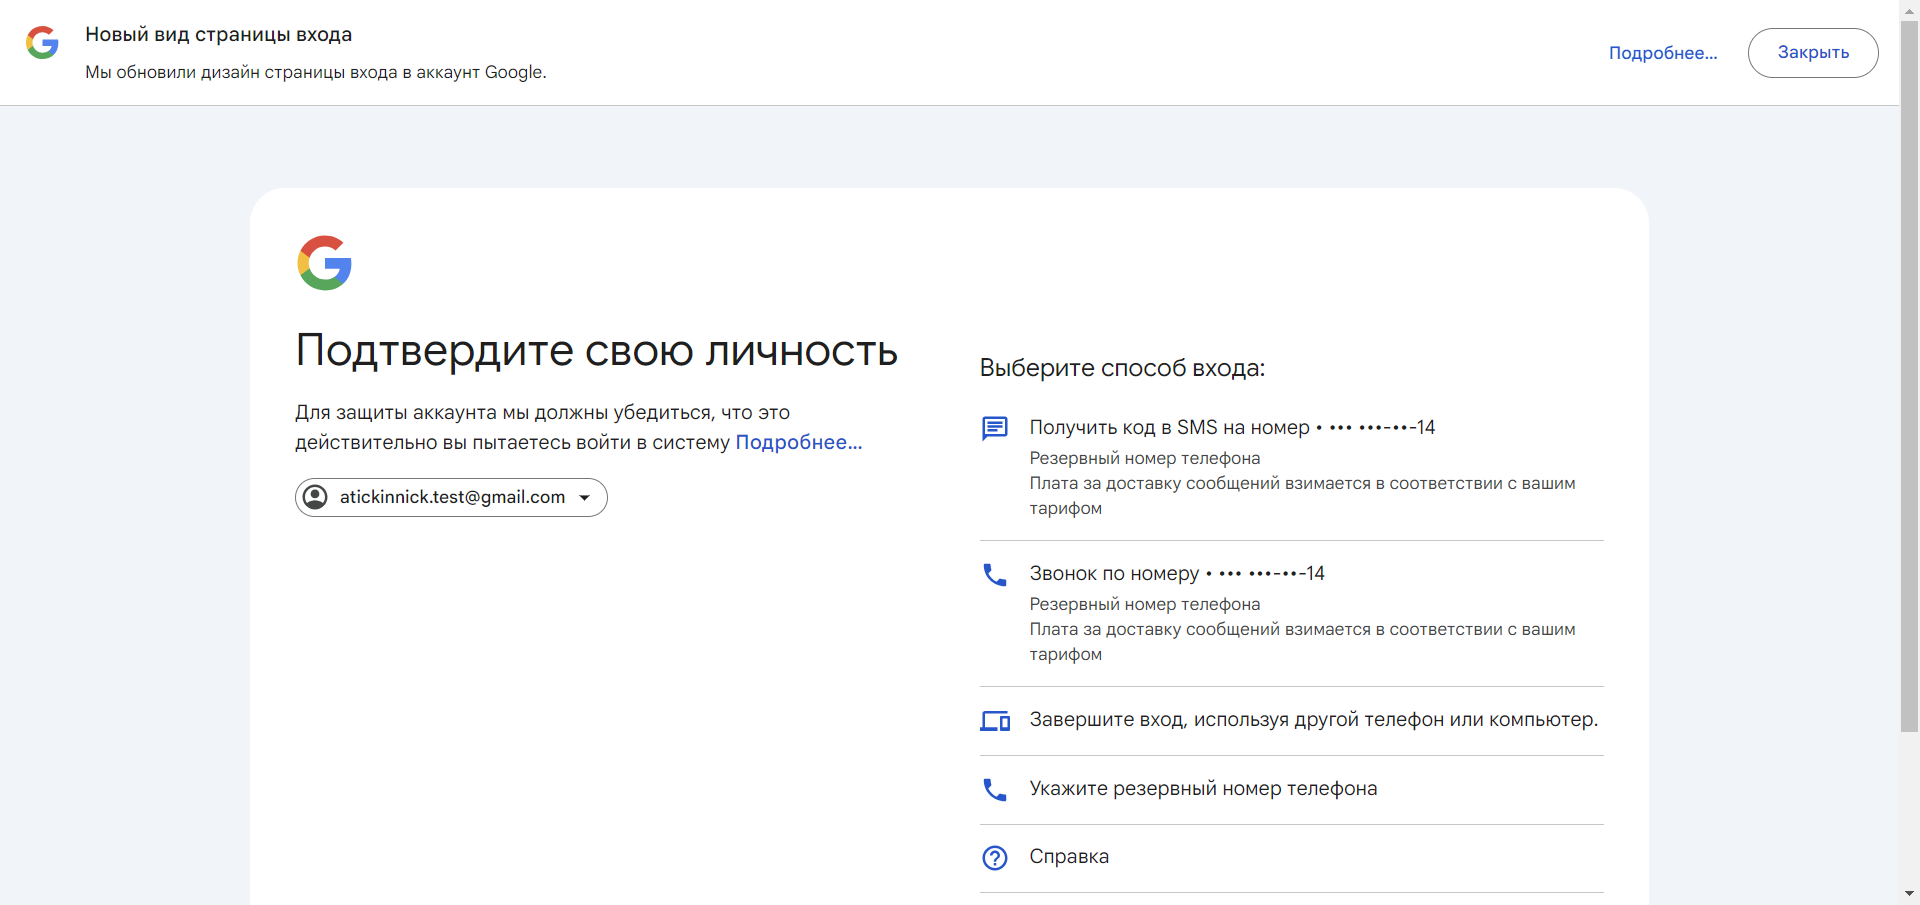 Новый вид страницы входа
Мы обновили дизайн страницы входа в аккаунт Google.
Подробнее...
Закрыть
Подтвердите свою личность
Для защиты аккаунта мы должны убедиться, что это
действительно вы пытаетесь войти в систему Подробнее...
atickinnick.test@gmail.com
Выберите способ входа:
Получить код в SMS на номер • ••• •••-••-14
Резервный номер телефона
Плата за доставку сообщений взимается в соответствии с вашим
тарифом
Звонок по номеру • ••• •••-••-14
Резервный номер телефона
Плата за доставку сообщений взимается в соответствии с вашим
тарифом
Завершите вход, используя другой телефон или компьютер.
Укажите резервный номер телефона
Справка